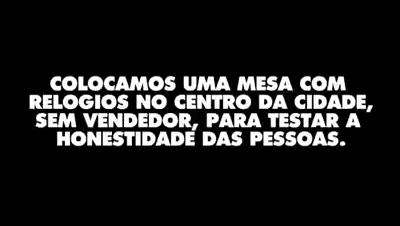 COLOCAMOS UMA MESA COM
RELOGIOS NO CENTRO DA CIDADE,
SEM VENDEDOR, PARA TESTAR A
HONESTIDADE DAS PESSOAS.